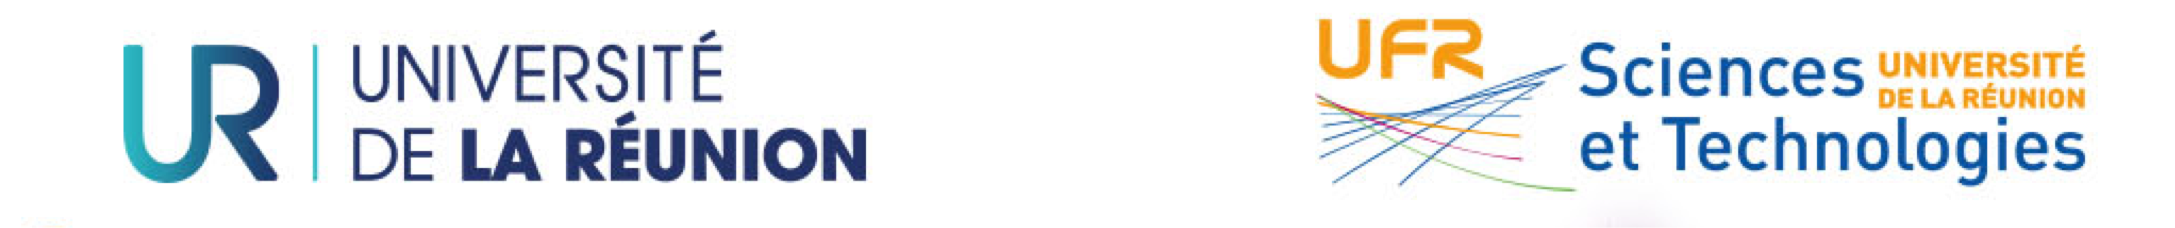 UR
UNIVERSITÉ
DE LA RÉUNION
UFR
Sciences
UNIVERSITÉ
DE LA RÉUNION
et Technologies